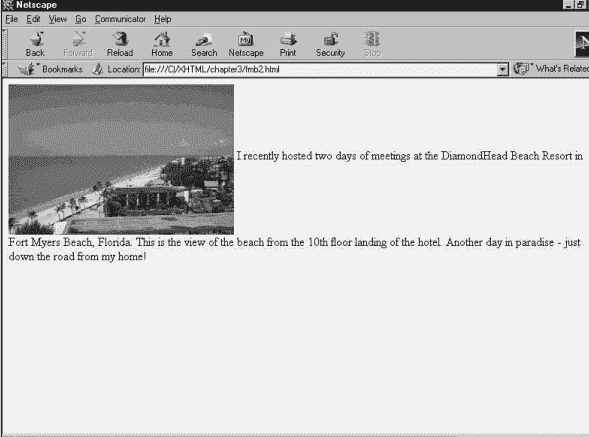 Netscape
File Edit View Go Communicator Help
Back Forward Reload Home Search Netscape Print Security Stop
Bookmarks Location: file:///C|/XHTML/chapter3/fmb2.html What's Related
I recently hosted two days of meetings at the DiamondHead Beach Resort in
Fort Myers Beach, Florida. This is the view of the beach from the 10th floor landing of the hotel. Another day in paradise - just
down the road from my home!